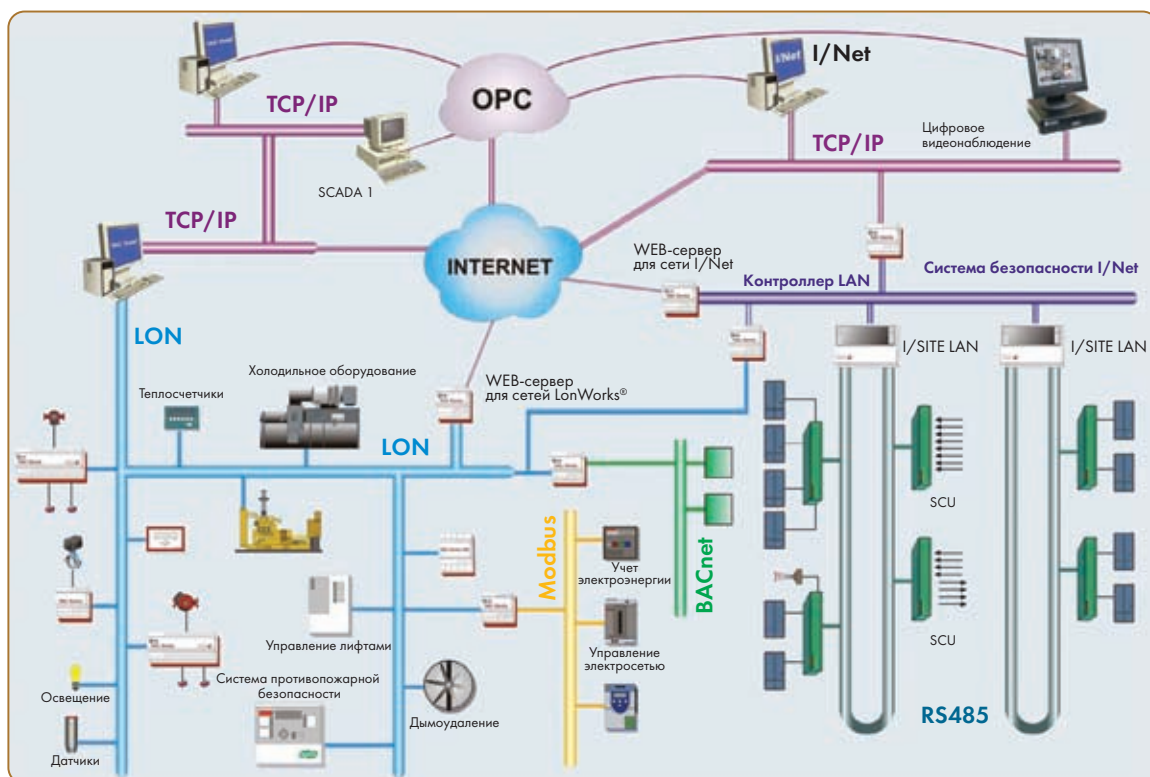 I/Net
I/Net
OPC
TCP/IP
TCP/IP
Цифровое
видеонаблюдение
SCADA 1
TCP/IP
INTERNET
WEB-сервер
для сети I/Net
Контроллер LAN
Система безопасности I/Net
LON
I/SITE LAN
I/SITE LAN
Холодильное оборудование
Теплосчетчики
WEB-сервер
для сетей LonWorks®
LON
SCU
Modbus
BACnet
Учет
электроэнергии
Управление лифтами
Управление
электросетью
SCU
Освещение
Система противопожарной
безопасности
Дымоудаление
RS485
Датчики